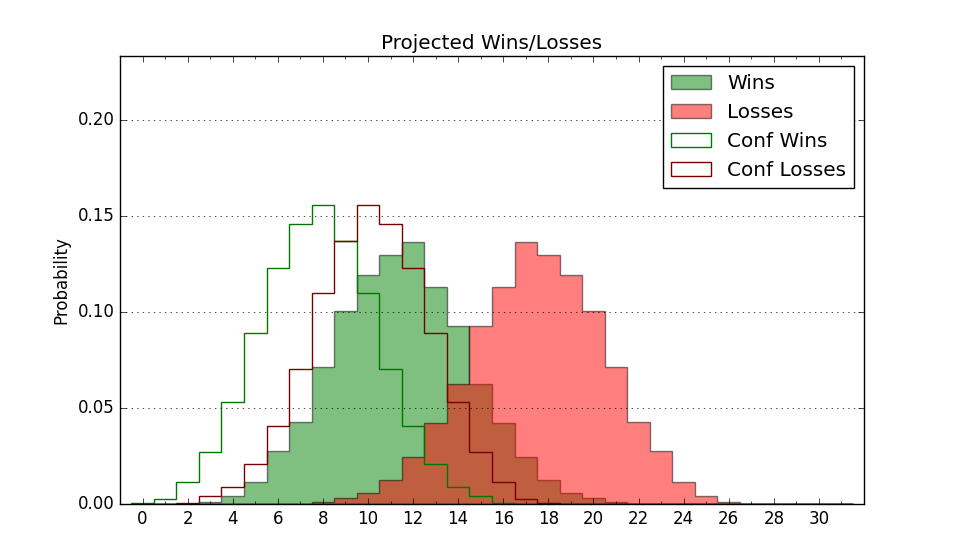 Projected Wins/Losses
Wins
Losses
Conf Wins
Conf Losses
Probability
0.20
0.15
0.10
0.05
0.00
0 2 4 6 8 10 12 14 16 18 20 22 24 26 28 30